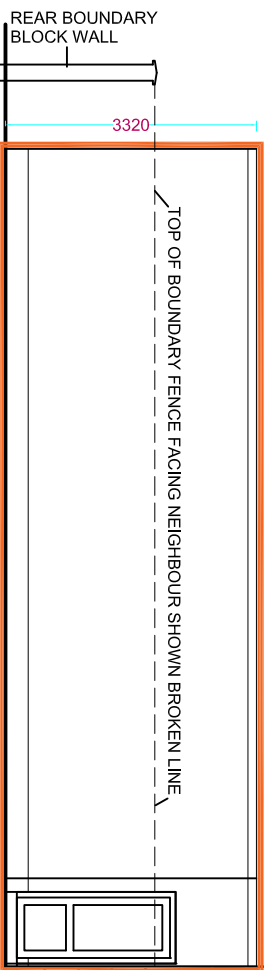 REAR BOUNDARY
BLOCK WALL
3320
TOP OF BOUNDARY FENCE FACING NEIGHBOUR SHOWN BROKEN LINE